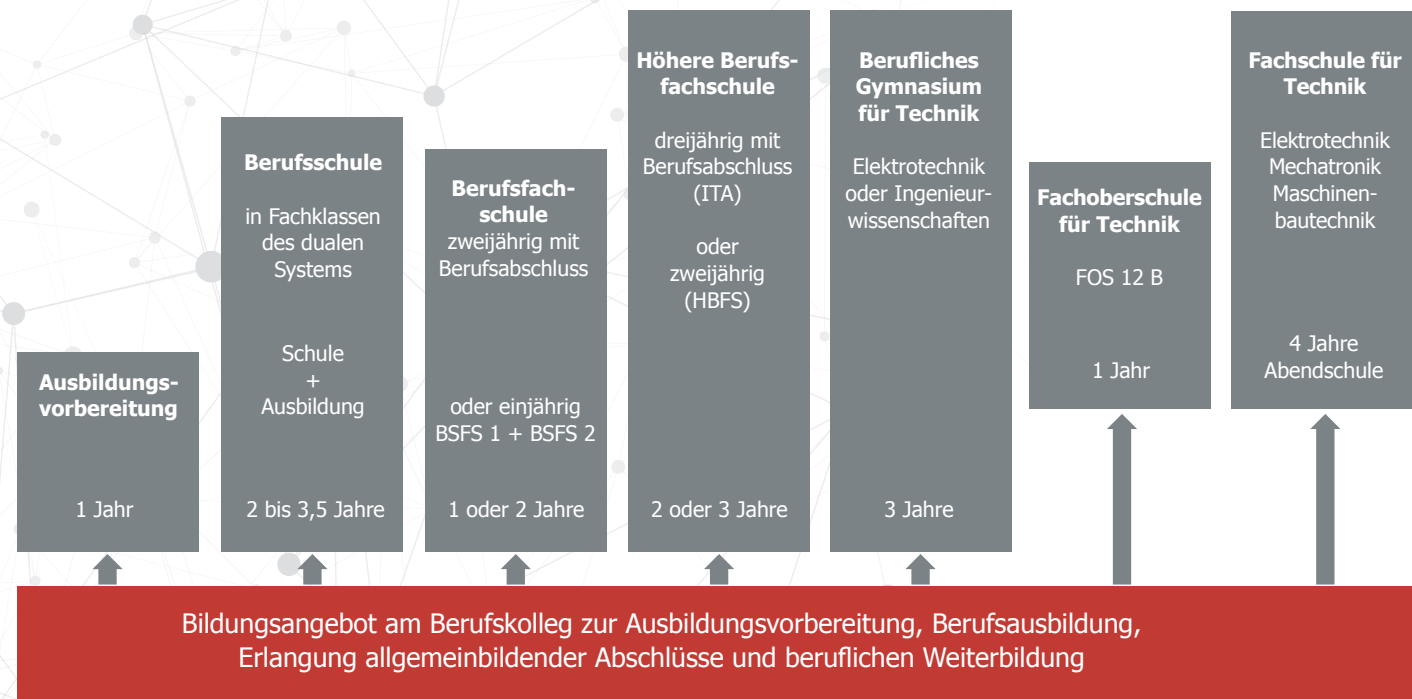 Ausbildungs-
vorbereitung
1 Jahr
Berufsschule
in Fachklassen
des dualen
Systems
Schule
+
Ausbildung
2 bis 3,5 Jahre
Berufsfach-
schule
zweijährig mit
Berufsabschluss
oder einjährig
BSFS 1 + BSFS 2
1 oder 2 Jahre
Höhere Berufs-
fachschule
dreijährig mit
Berufsabschluss
(ITA)
oder
zweijährig
(HBFS)
2 oder 3 Jahre
Berufliches
Gymnasium
für Technik
Elektrotechnik
oder Ingenieur-
wissenschaften
3 Jahre
Fachoberschule
für Technik
FOS 12 B
1 Jahr
Fachschule für
Technik
Elektrotechnik
Mechatronik
Maschinen-
bautechnik
4 Jahre
Abendschule
Bildungsangebot am Berufskolleg zur Ausbildungsvorbereitung, Berufsausbildung,
Erlangung allgemeinbildender Abschlüsse und beruflichen Weiterbildung